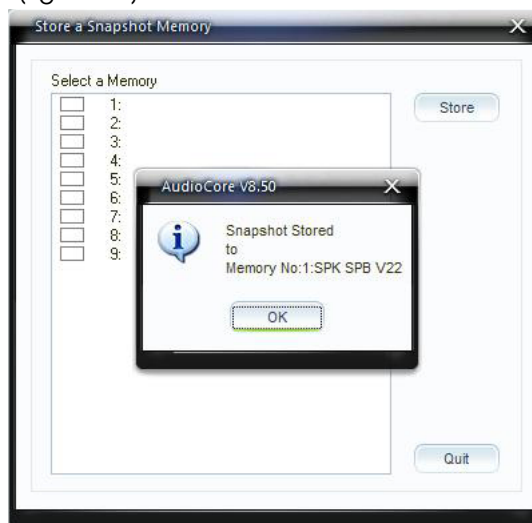 Store a Snapshot Memory
Select a Memory
1:
2:
3:
4:
5:
6:
7:
8:
9:
Store
AudioCore V8.50
Snapshot Stored
to
Memory No:1:SPK SPB V22
OK
Quit